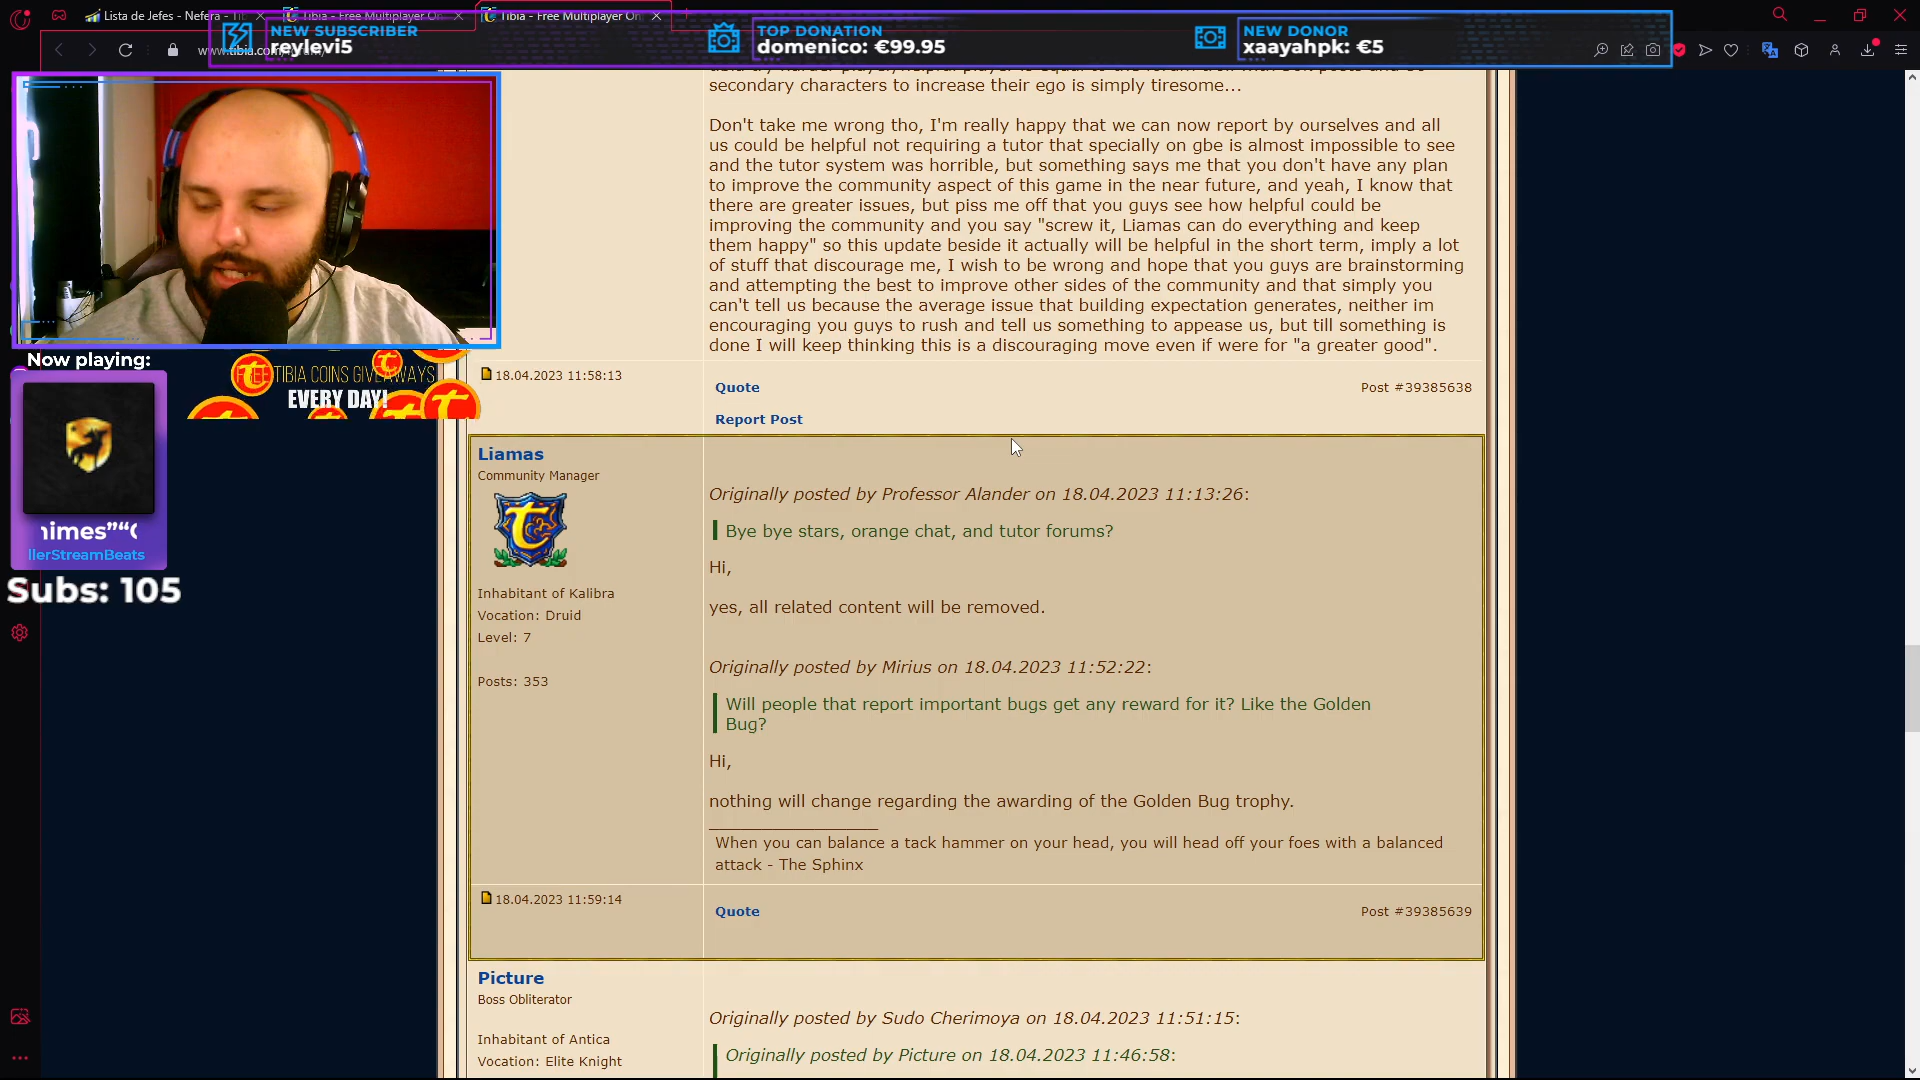 Lista de Jefes - Nefera - Tib
Tibia - Free Multiplayer On
Tibia - Free Multiplayer On
NEW SUBSCRIBER
reylevi5
TOP DONATION
domenico: €99.95
NEW DONOR
xaayahpk: €5
secondary characters to increase their ego is simply tiresome...
Don't take me wrong tho, I'm really happy that we can now report by ourselves and all
us could be helpful not requiring a tutor that specially on gbe is almost impossible to see
and the tutor system was horrible, but something says me that you don't have any plan
to improve the community aspect of this game in the near future, and yeah, I know that
there are greater issues, but piss me off that you guys see how helpful could be
improving the community and you say "screw it, Liamas can do everything and keep
them happy" so this update beside it actually will be helpful in the short term, imply a lot
of stuff that discourage me, I wish to be wrong and hope that you guys are brainstorming
and attempting the best to improve other sides of the community and that simply you
can't tell us because the average issue that building expectation generates, neither im
encouraging you guys to rush and tell us something to appease us, but till something is
done I will keep thinking this is a discouraging move even if were for "a greater good".
Now playing:
FREE TIBIA COINS GIVEAWAYS
EVERY DAY!
nimes”“C
llerStreamBeats
Subs: 105
18.04.2023 11:58:13
Quote
Post #39385638
Report Post
Liamas
Community Manager
Inhabitant of Kalibra
Vocation: Druid
Level: 7
Posts: 353
Originally posted by Professor Alander on 18.04.2023 11:13:26:
Bye bye stars, orange chat, and tutor forums?
Hi,
yes, all related content will be removed.
Originally posted by Mirius on 18.04.2023 11:52:22:
Will people that report important bugs get any reward for it? Like the Golden
Bug?
Hi,
nothing will change regarding the awarding of the Golden Bug trophy.
When you can balance a tack hammer on your head, you will head off your foes with a balanced
attack - The Sphinx
18.04.2023 11:59:14
Quote
Post #39385639
Picture
Boss Obliterator
Inhabitant of Antica
Vocation: Elite Knight
Originally posted by Sudo Cherimoya on 18.04.2023 11:51:15:
Originally posted by Picture on 18.04.2023 11:46:58: